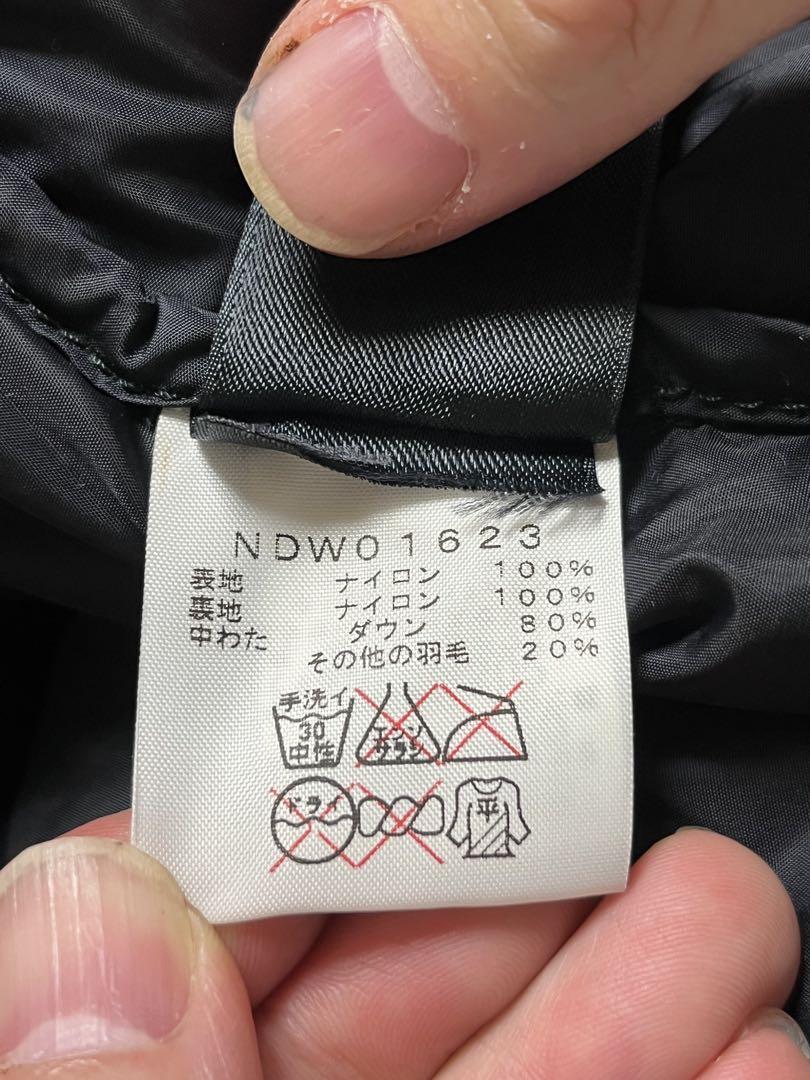 NDW01623
表地 ナイロン 100%
裏地 ナイロン 100%
中わた ダウン 80%
その他の羽毛 20%
手洗イ
30
中性
エンソ
サラシ
ドライ
平